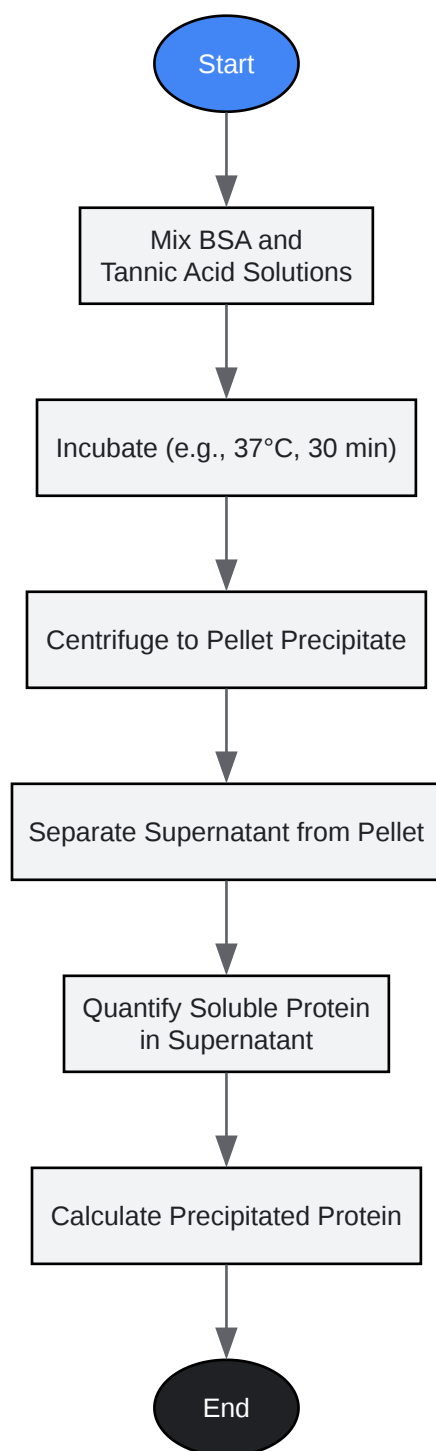 Start
Mix BSA and
Tannic Acid Solutions
Incubate (e.g., 37°C, 30 min)
Centrifuge to Pellet Precipitate
Separate Supernatant from Pellet
Quantify Soluble Protein
in Supernatant
Calculate Precipitated Protein
End